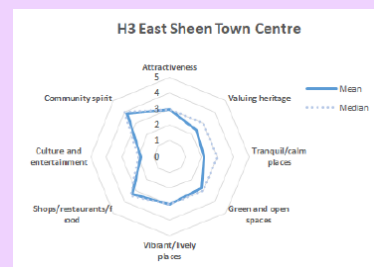 H3 East Sheen Town Centre
Attractiveness
5
4
3
2
1
0
Valuing heritage
Tranquil/calm
places
Green and open
spaces
Vibrant/lively
places
Shops/restaurants/f
ood
Culture and
entertainment
Community spirit
Mean
Median